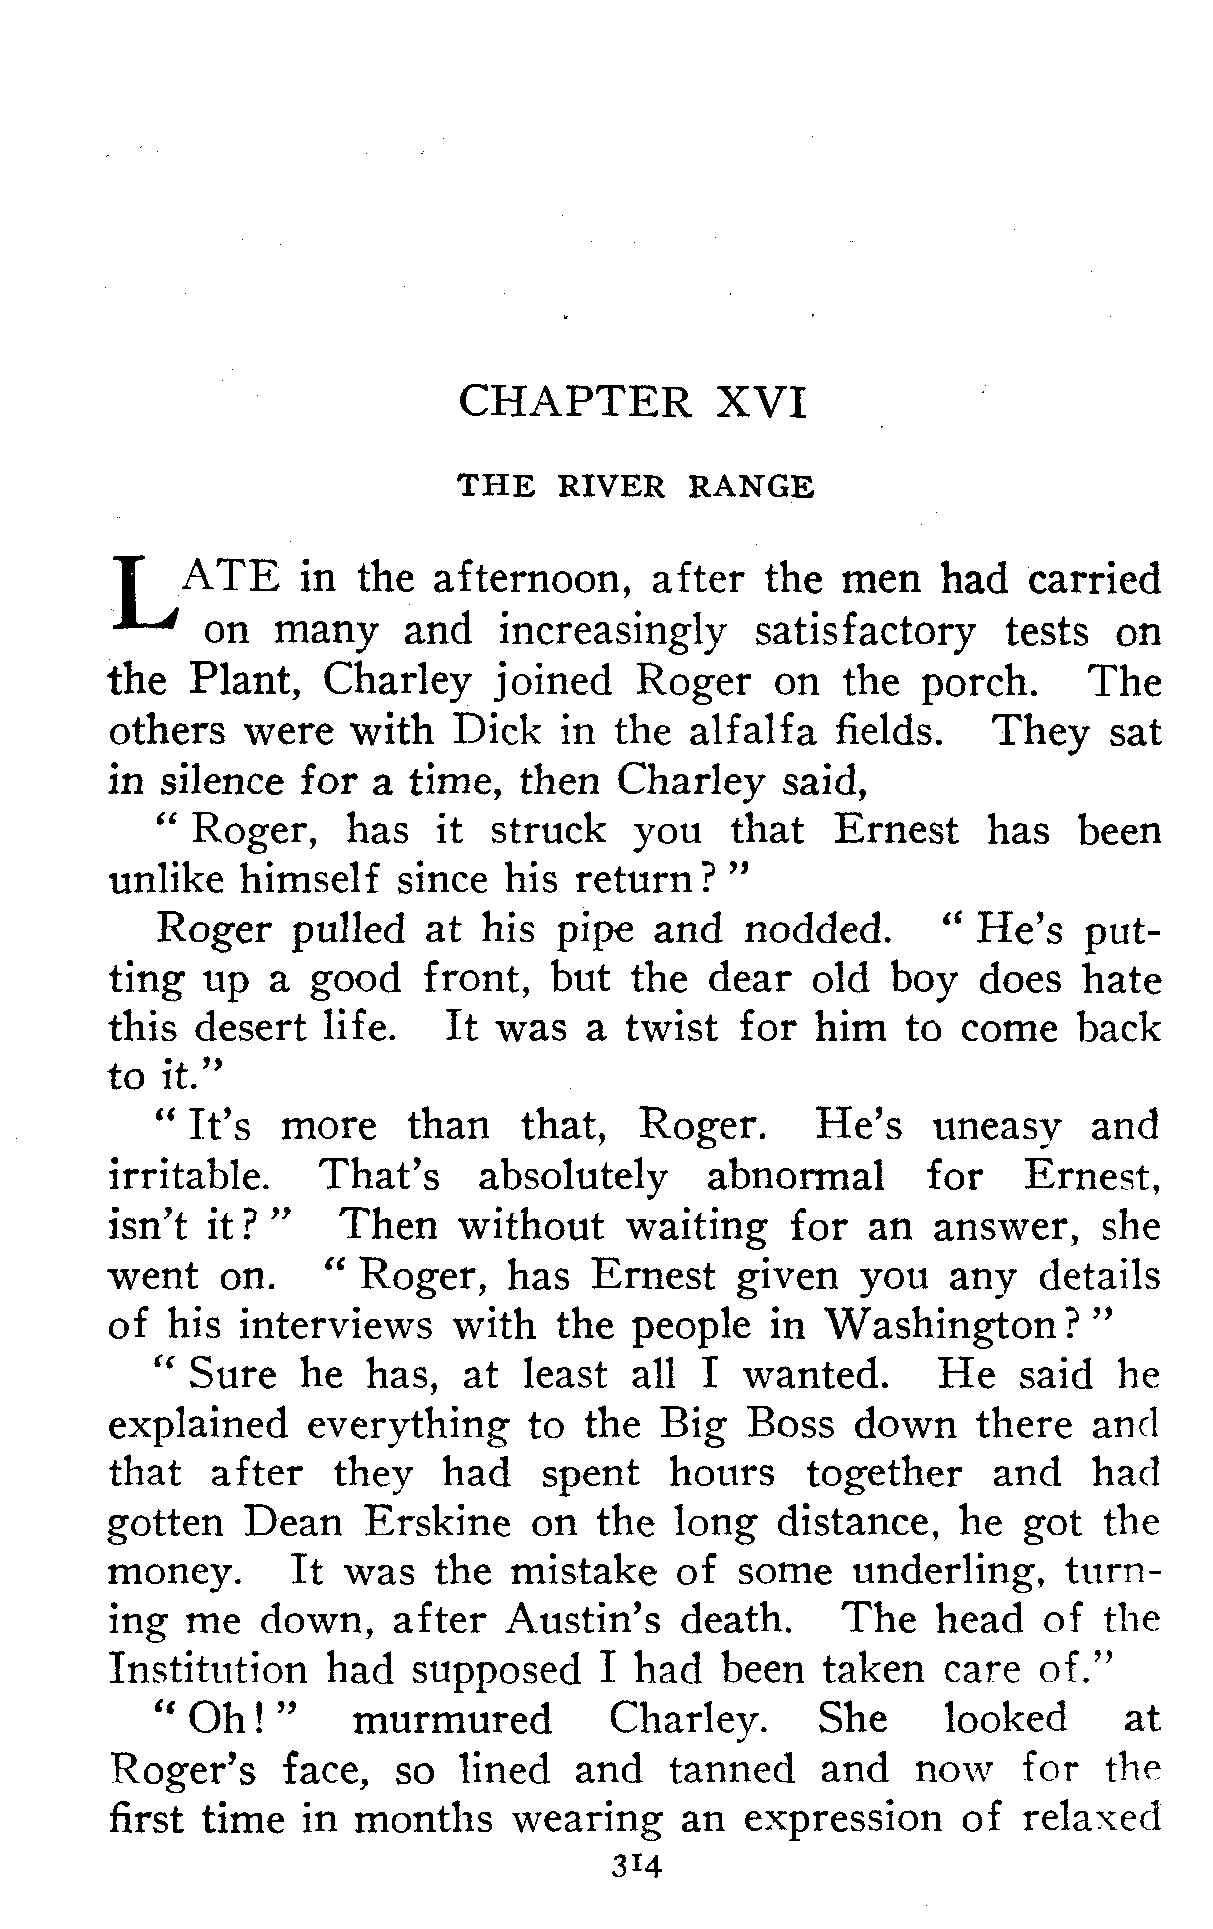 CHAPTER XVI
THE RIVER RANGE
LATE in the afternoon, after the men had carried
on many and increasingly satisfactory tests on
the Plant, Charley joined Roger on the porch. The
others were with Dick in the alfalfa fields. They sat
in silence for a time, then Charley said,
“ Roger, has it struck you that Ernest has been
unlike himself since his return? ”
Roger pulled at his pipe and nodded. “ He’s put-
ting up a good front, but the dear old boy does hate
this desert life. It was a twist for him to come back
to it.”
“ It’s more than that, Roger. He’s uneasy and
irritable. That’s absolutely abnormal for Ernest,
isn’t it? ” Then without waiting for an answer, she
went on. “ Roger, has Ernest given you any details
of his interviews with the people in Washington? ”
“ Sure he has, at least all I wanted. He said he
explained everything to the Big Boss down there and
that after they had spent hours together and had
gotten Dean Erskine on the long distance, he got the
money. It was the mistake of some underling, turn-
ing me down, after Austin’s death. The head of the
Institution had supposed I had been taken care of.”
“ Oh! ” murmured Charley. She looked at
Roger’s face, so lined and tanned and now for the
first time in months wearing an expression of relaxed
314